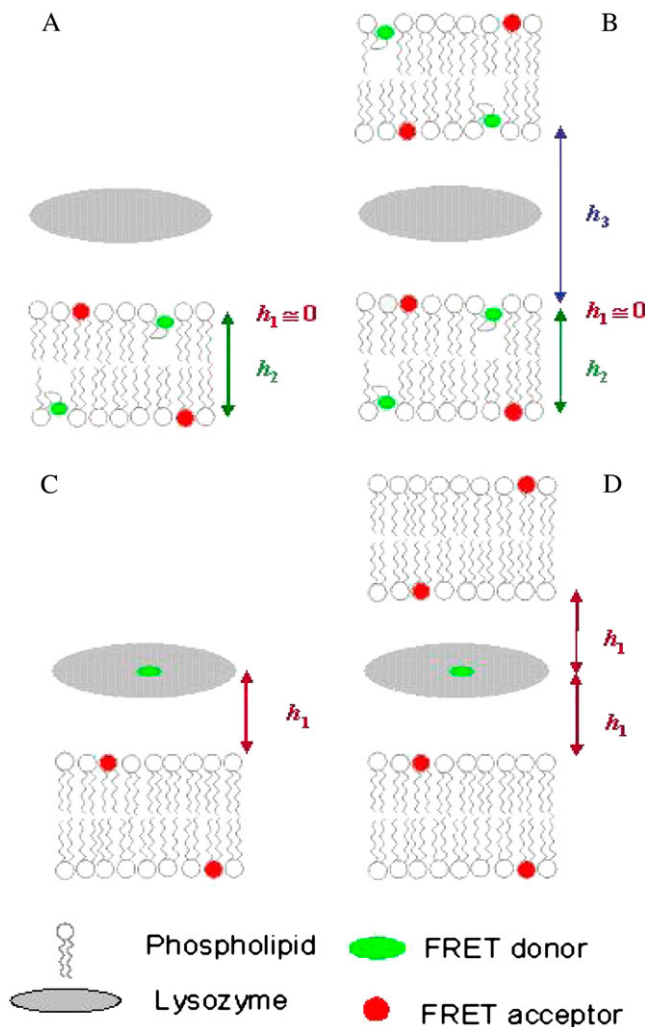 A
B
h₃
h₁ ≅ 0
h₂
h₁ ≅ 0
h₂
C
D
h₁
h₁
h₁
Phospholipid
FRET donor
Lysozyme
FRET acceptor